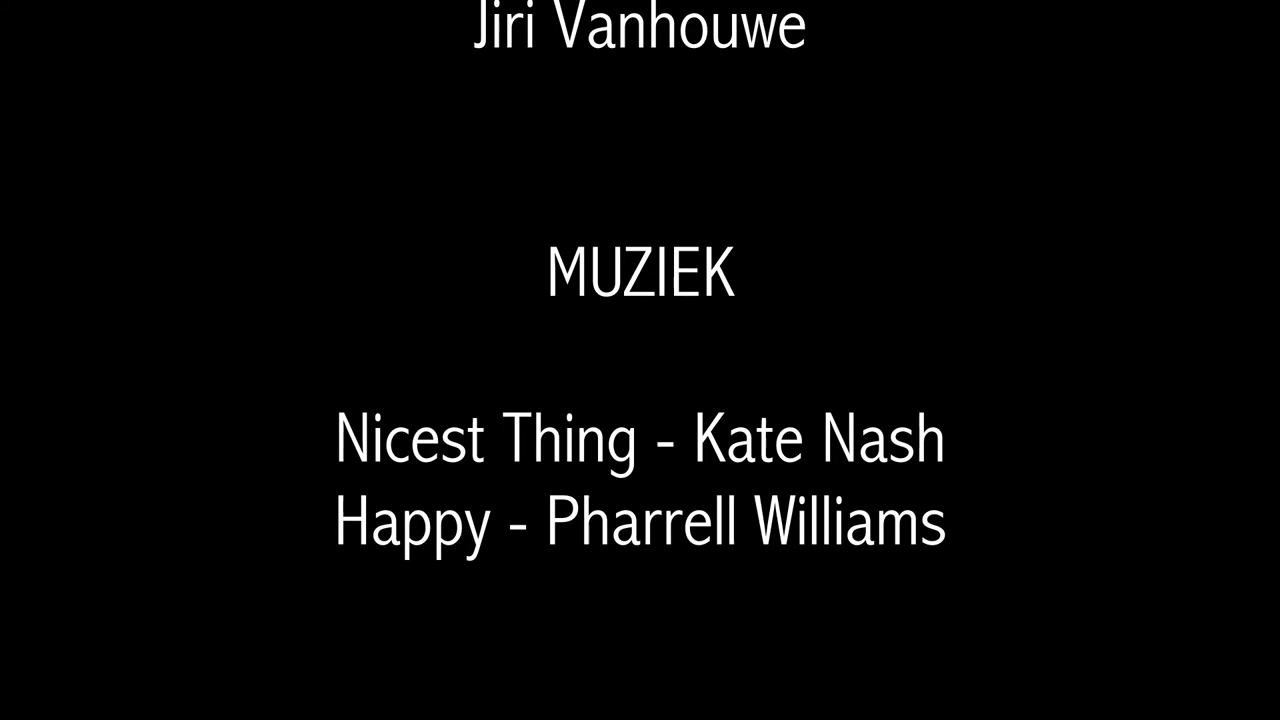 Jiri Vanhouwe
MUZIEK
Nicest Thing - Kate Nash
Happy - Pharrell Williams